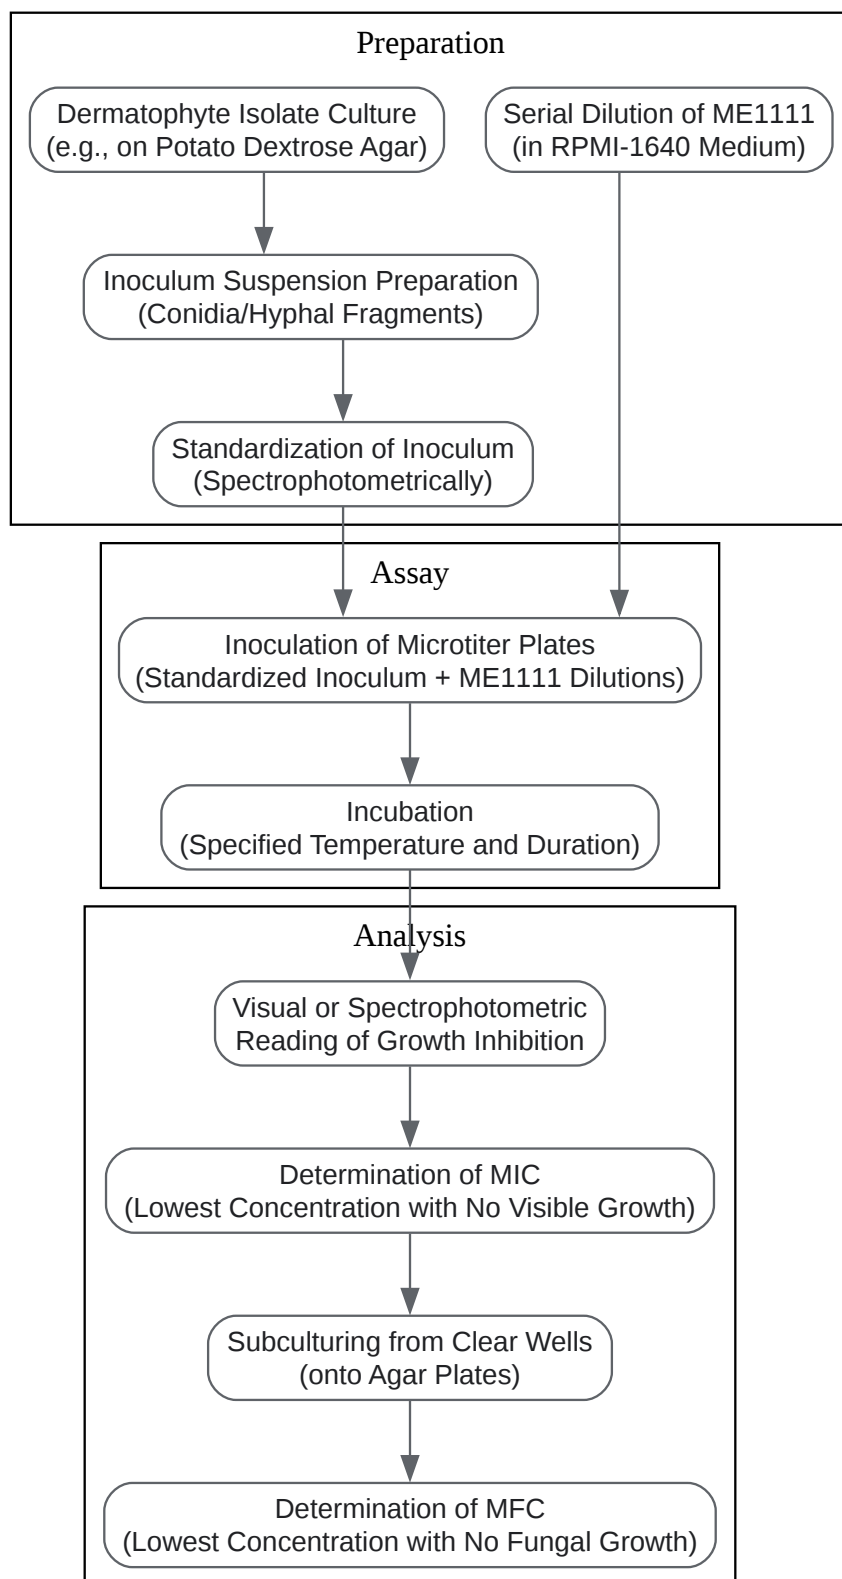 Preparation
Dermatophyte Isolate Culture
(e.g., on Potato Dextrose Agar)
Serial Dilution of ME1111
(in RPMI-1640 Medium)
Inoculum Suspension Preparation
(Conidia/Hyphal Fragments)
Standardization of Inoculum
(Spectrophotometrically)
Assay
Inoculation of Microtiter Plates
(Standardized Inoculum + ME1111 Dilutions)
Incubation
(Specified Temperature and Duration)
Analysis
Visual or Spectrophotometric
Reading of Growth Inhibition
Determination of MIC
(Lowest Concentration with No Visible Growth)
Subculturing from Clear Wells
(onto Agar Plates)
Determination of MFC
(Lowest Concentration with No Fungal Growth)